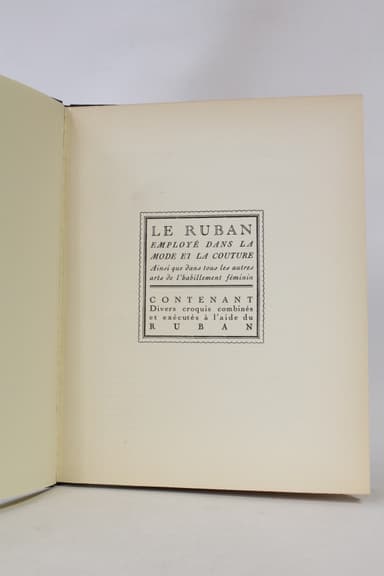 LE RUBAN
EMPLOYÉ DANS LA
MODE ET LA COUTURE
Ainsi que dans tous les autres
arts de l'habillement féminin
CONTENANT
Divers croquis combinés
et exécutés à l'aide du
RUBAN